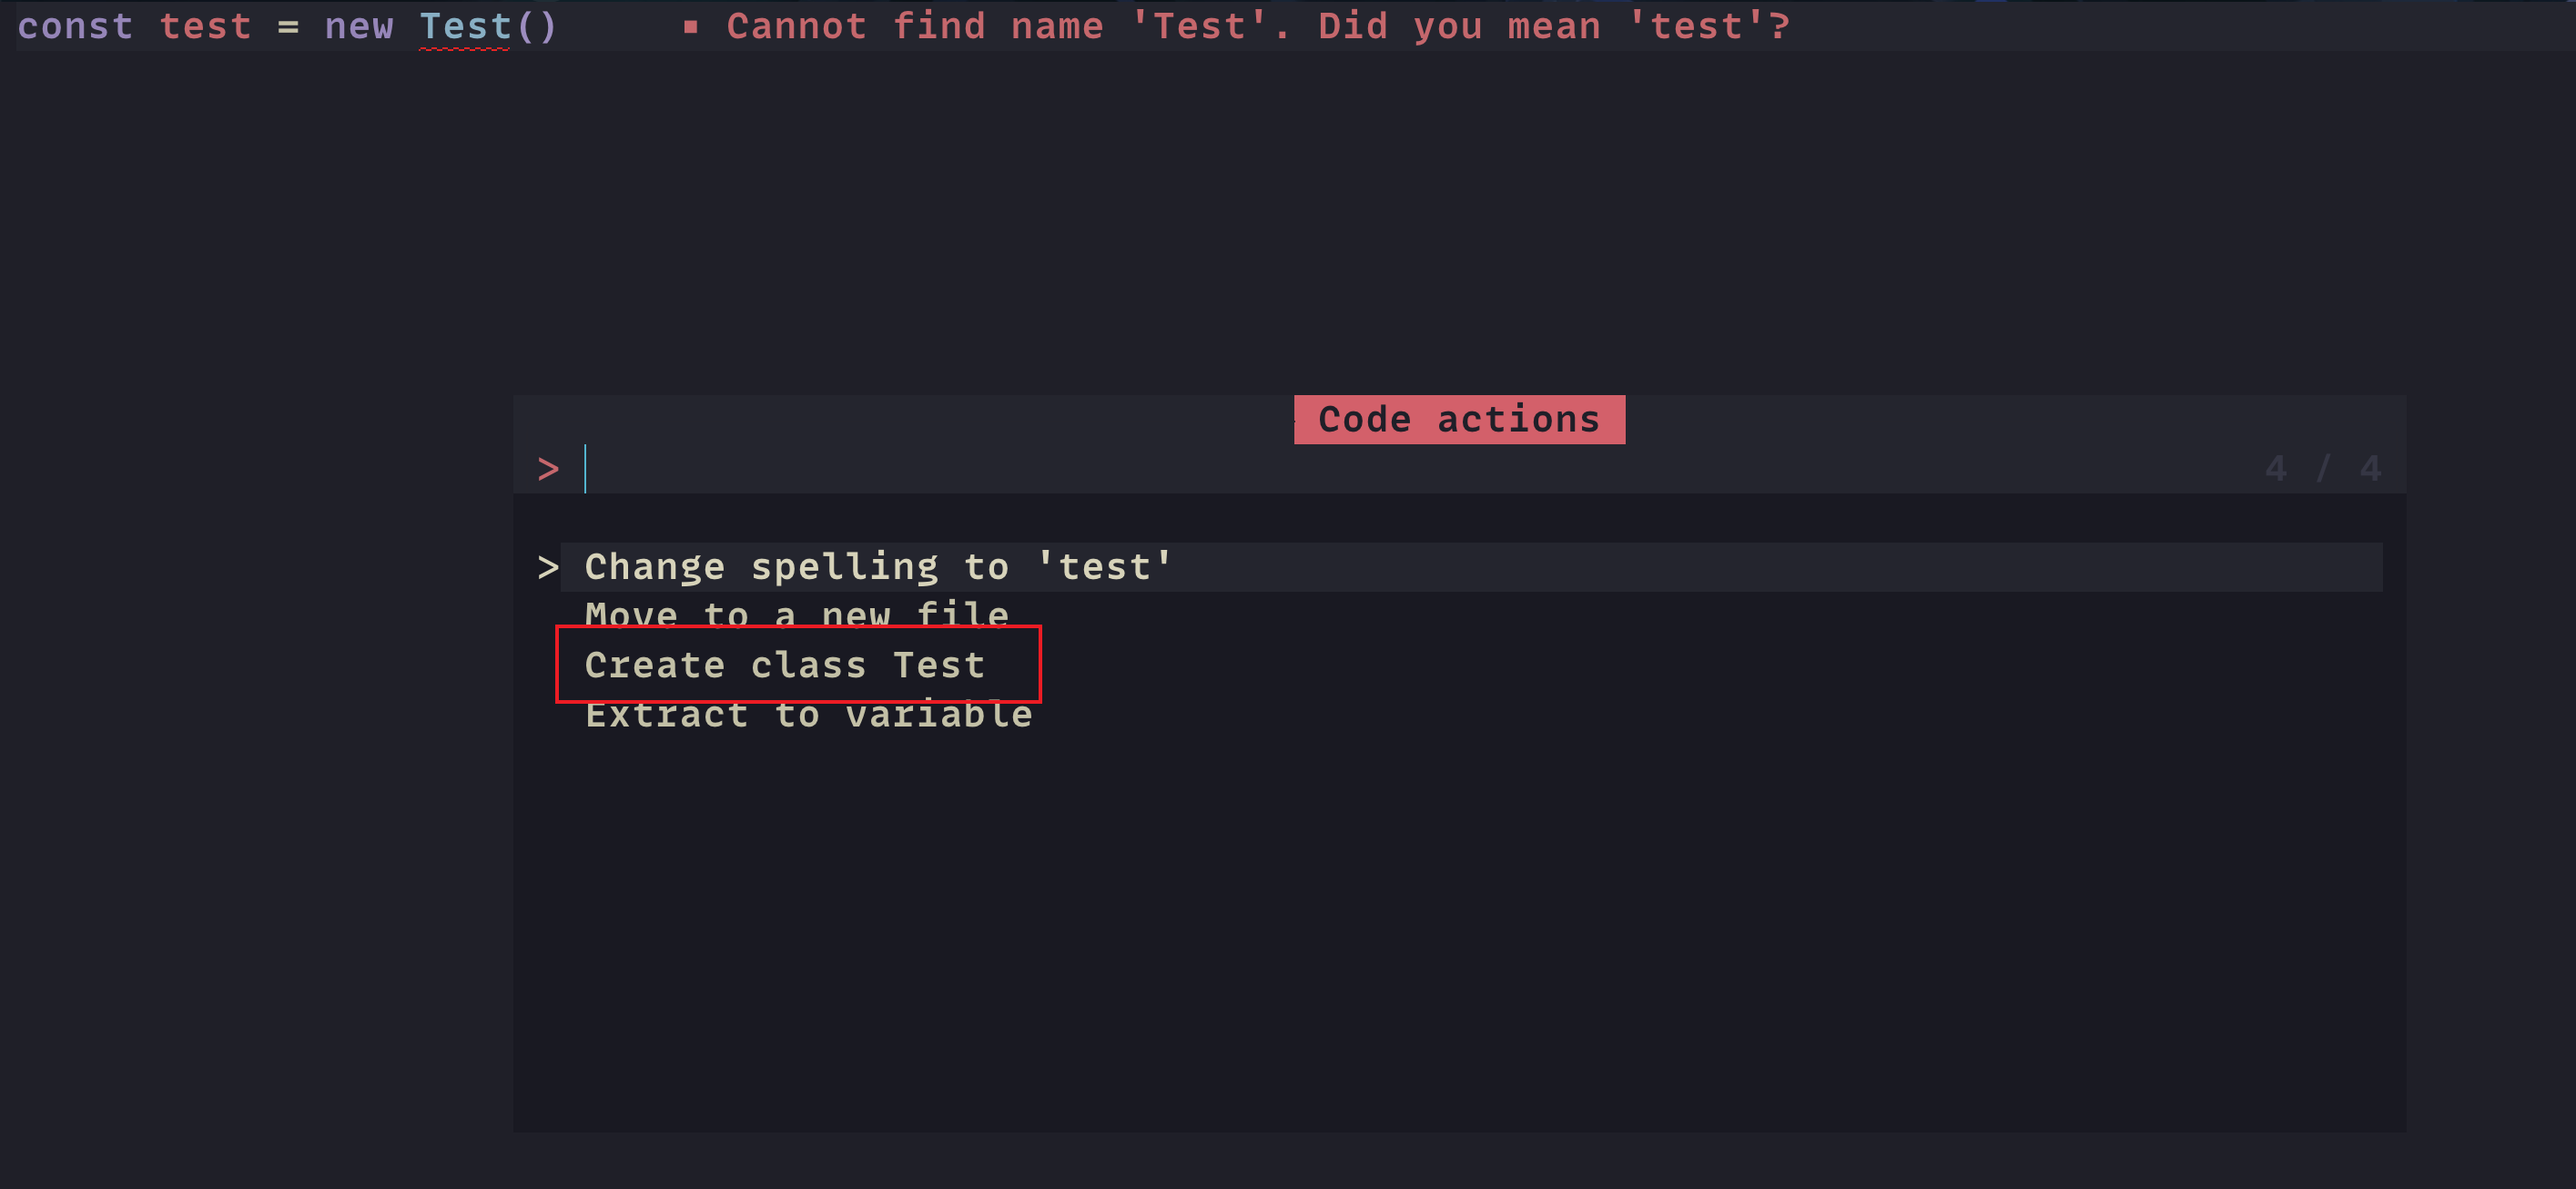 const test = new Test()     ■ Cannot find name 'Test'. Did you mean 'test'?
Code actions
> 4 / 4
> Change spelling to 'test'
Move to a new file
Create class Test
Extract to variable